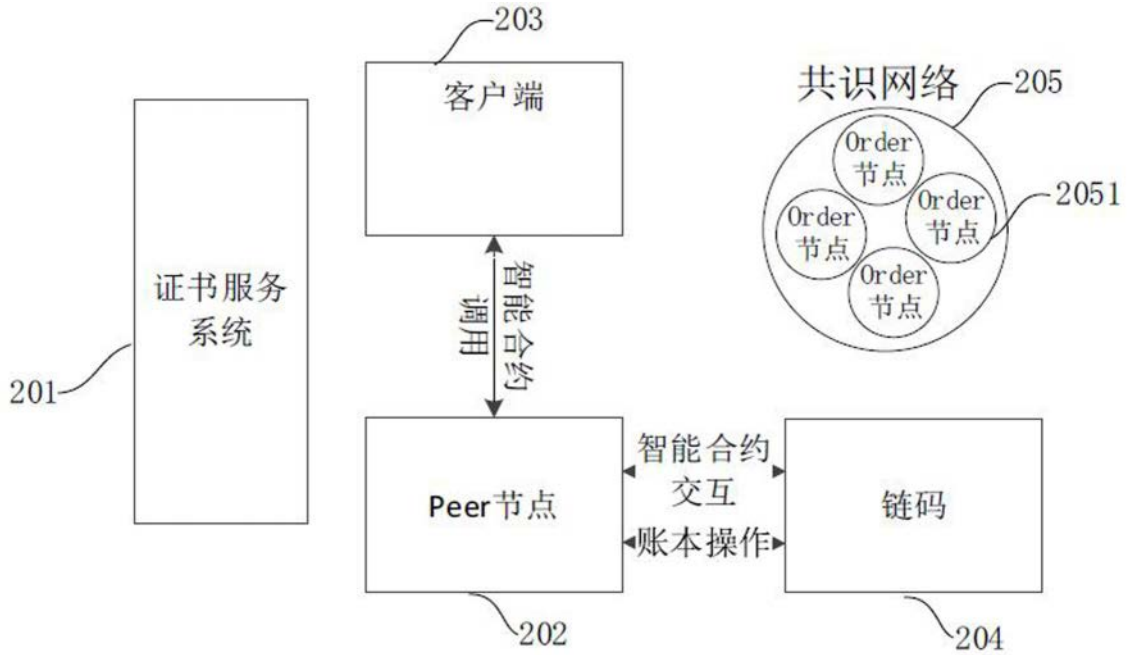 203
客户端
共识网络
205
Order
节点
Order
节点
2051
Order
节点
Order
节点
证书服务
系统
201
智能合约
调用
Peer节点
202
智能合约
交互
账本操作
链码
204